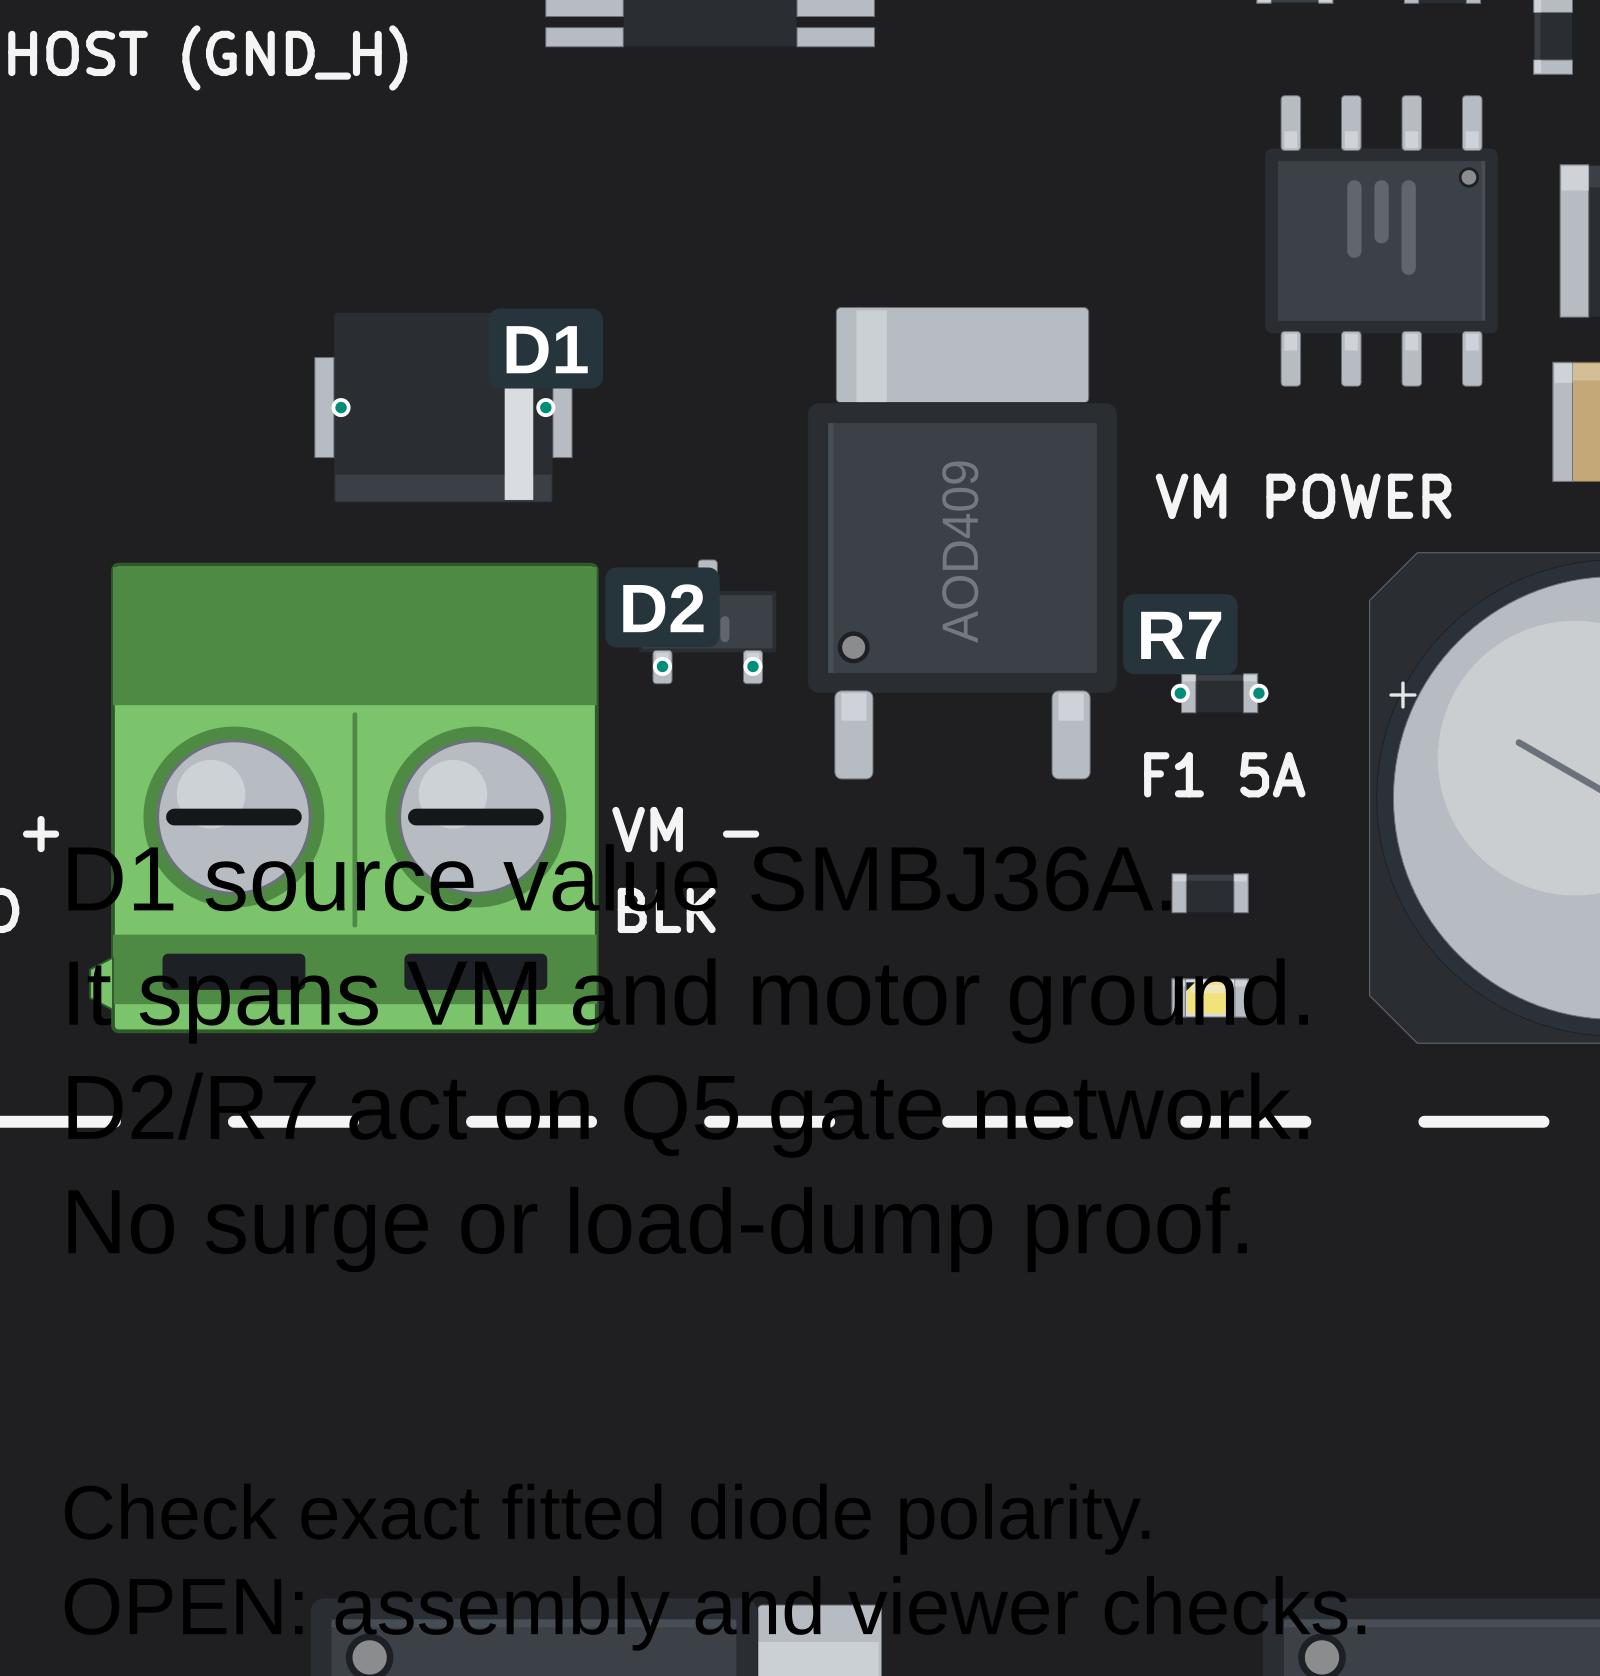 HOST (GND_H)
D1
AOD409
VM POWER
D2
R7
F1 5A
+
VM -
BLK
D1 source value SMBJ36A.
It spans VM and motor ground.
D2/R7 act on Q5 gate network.
No surge or load-dump proof.
Check exact fitted diode polarity.
OPEN: assembly and viewer checks.